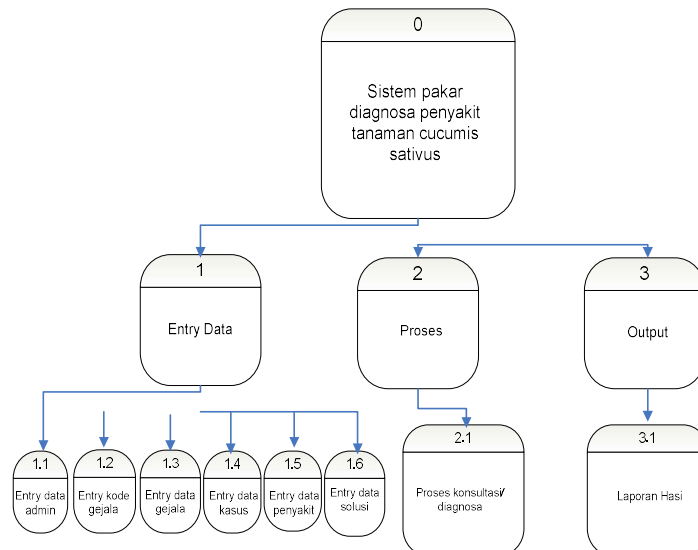 0
Sistem pakar
diagnosa penyakit
tanaman cucumis
sativus
1
Entry Data
2
Proses
3
Output
1.1
Entry data
admin
1.2
Entry kode
gejala
1.3
Entry data
gejala
1.4
Entry data
kasus
1.5
Entry data
penyakit
1.6
Entry data
solusi
2.1
Proses konsultasi/
diagnosa
3.1
Laporan Hasi